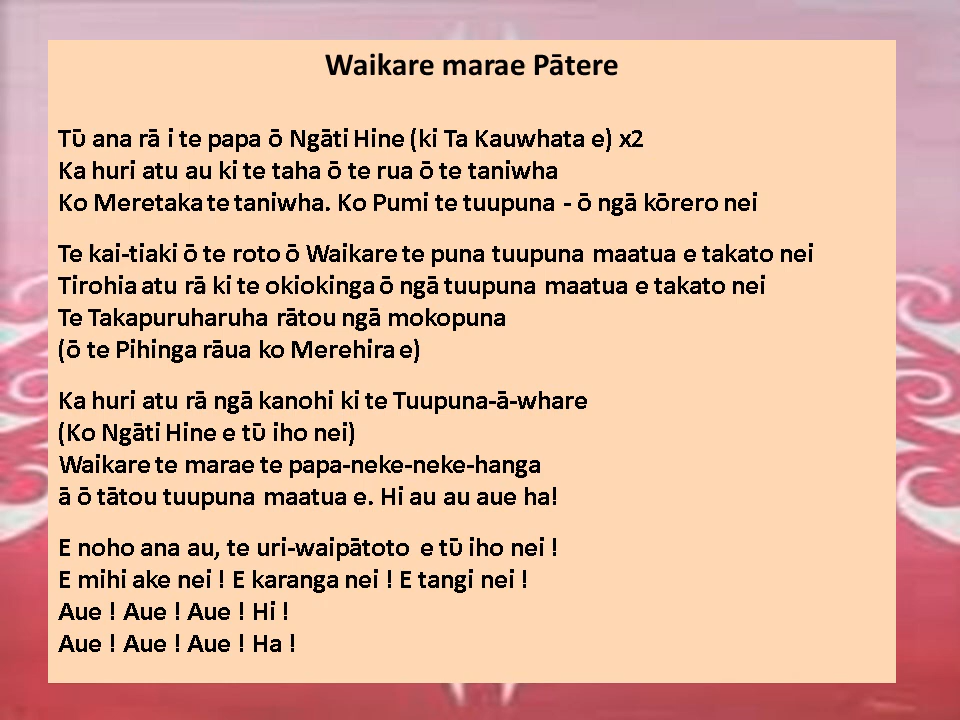 Waikare marae Pātere
Tῡ ana rā i te papa ō Ngāti Hine (ki Ta Kauwhata e) x2
Ka huri atu au ki te taha ō te rua ō te taniwha
Ko Meretaka te taniwha. Ko Pumi te tuupuna - ō ngā kōrero nei
Te kai-tiaki ō te roto ō Waikare te puna tuupuna maatua e takato nei
Tirohia atu rā ki te okiokinga ō ngā tuupuna maatua e takato nei
Te Takapuruharuha rātou ngā mokopuna
(ō te Pihinga rāua ko Merehira e)
Ka huri atu rā ngā kanohi ki te Tuupuna-ā-whare
(Ko Ngāti Hine e tῡ iho nei)
Waikare te marae te papa-neke-neke-hanga
ā ō tātou tuupuna maatua e. Hi au au aue ha!
E noho ana au, te uri-waipātoto e tῡ iho nei !
E mihi ake nei ! E karanga nei ! E tangi nei !
Aue ! Aue ! Aue ! Hi !
Aue ! Aue ! Aue ! Ha !